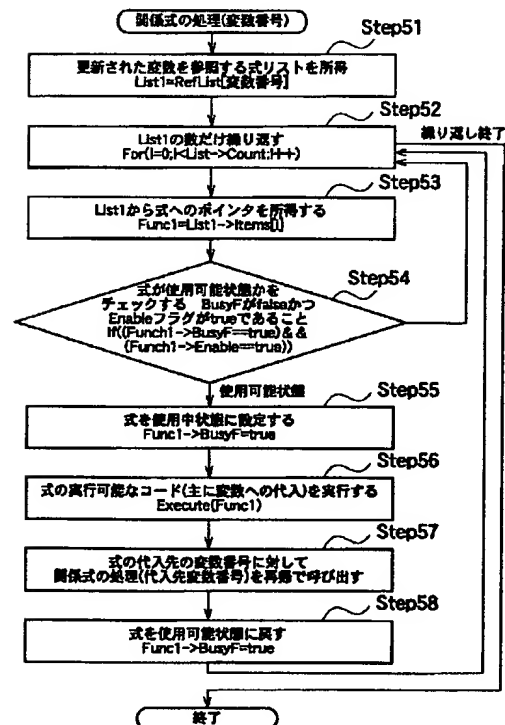 関係式の処理(変数番号)
Step51
更新された変数を参照する式リストを所得
List1=RefList[変数番号]
Step52
List1の数だけ繰り返す
For(I=0;I<List->Count;I++)
繰り返し終了
Step53
List1から式へのポインタを所得する
Func1=List1->Items[I]
Step54
式が使用可能状態かを
チェックする BusyFがfalseかつ
Enableフラグがtrueであること
If((Funch1->BusyF==true)&&
(Funch1->Enable==true))
使用可能状態
Step55
式を使用中状態に設定する
Func1->BusyF=true
Step56
式の実行可能なコード(主に変数への代入)を実行する
Execute(Func1)
Step57
式の代入先の変数番号に対して
関係式の処理(代入先変数番号)を再帰で呼び出す
Step58
式を使用可能状態に戻す
Func1->BusyF=true
終了